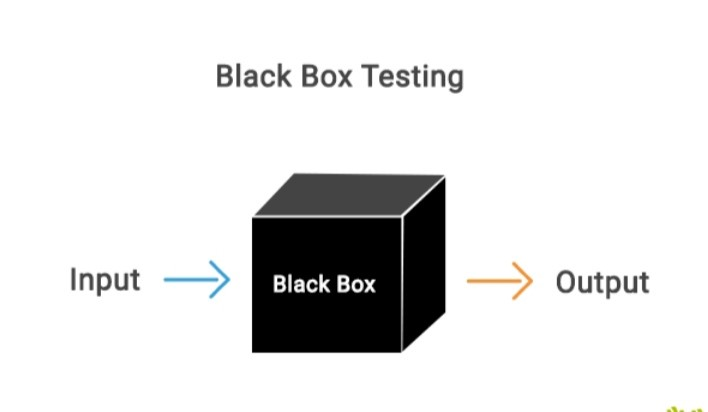 Black Box Testing
Input
Black Box
Output